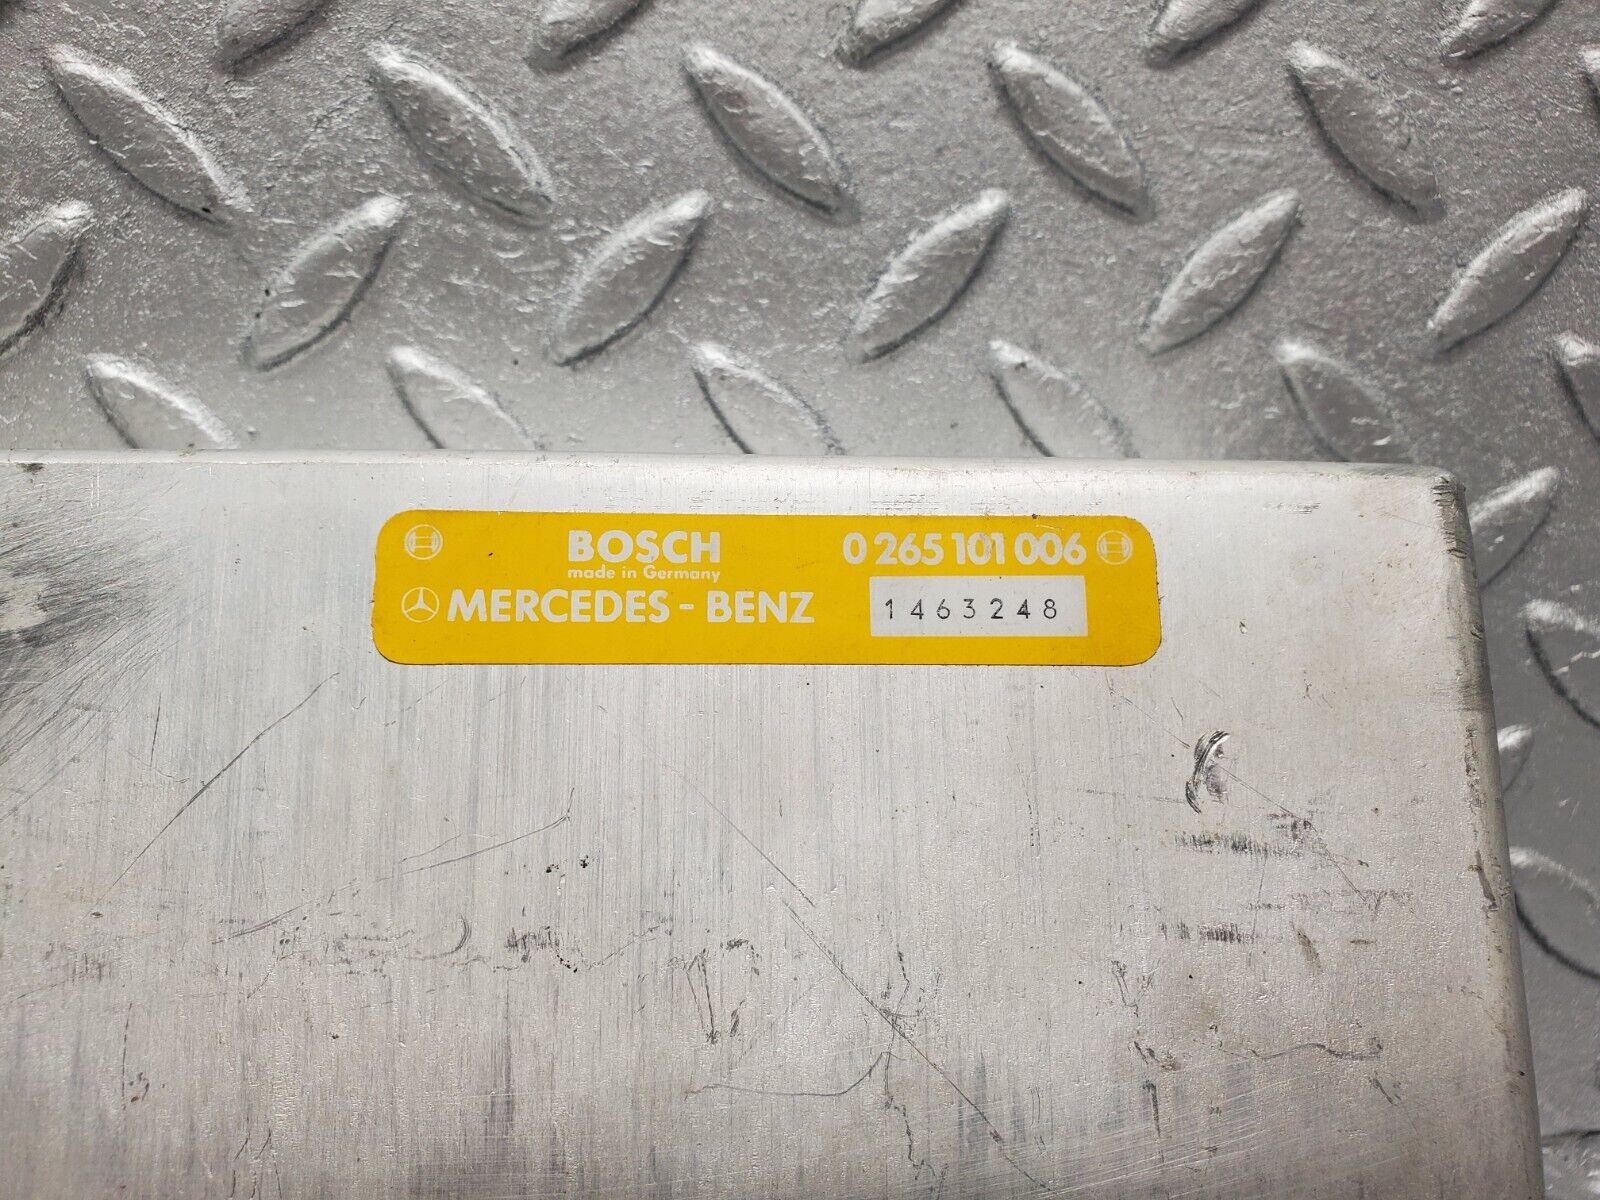 BOSCH 0 265 101 006
made in Germany
MERCEDES - BENZ 1463248